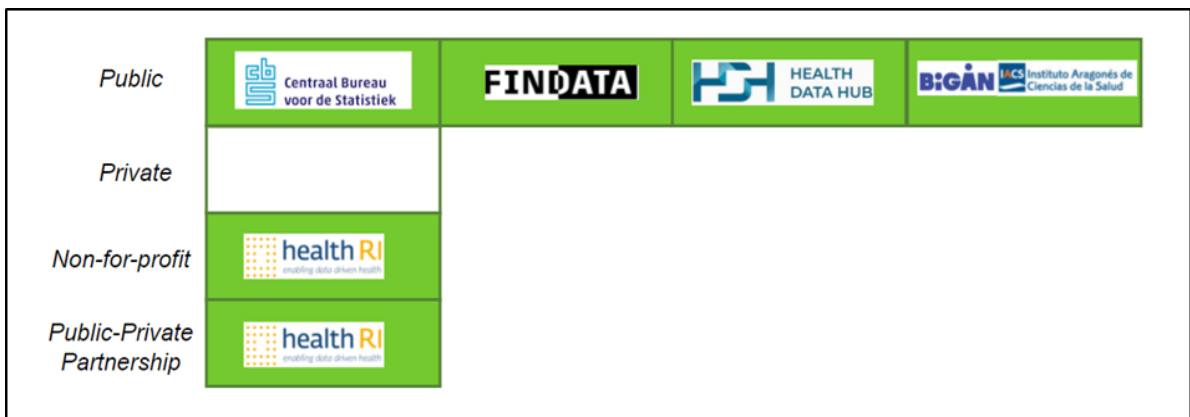 Public
Centraal Bureau
voor de Statistiek
FINDATA
HEALTH
DATA HUB
BiGAN IACS Instituto Aragonés de
Ciencias de la Salud
Private
Non-for-profit
health RI
enabling data driven health
Public-Private
Partnership
health RI
enabling data driven health